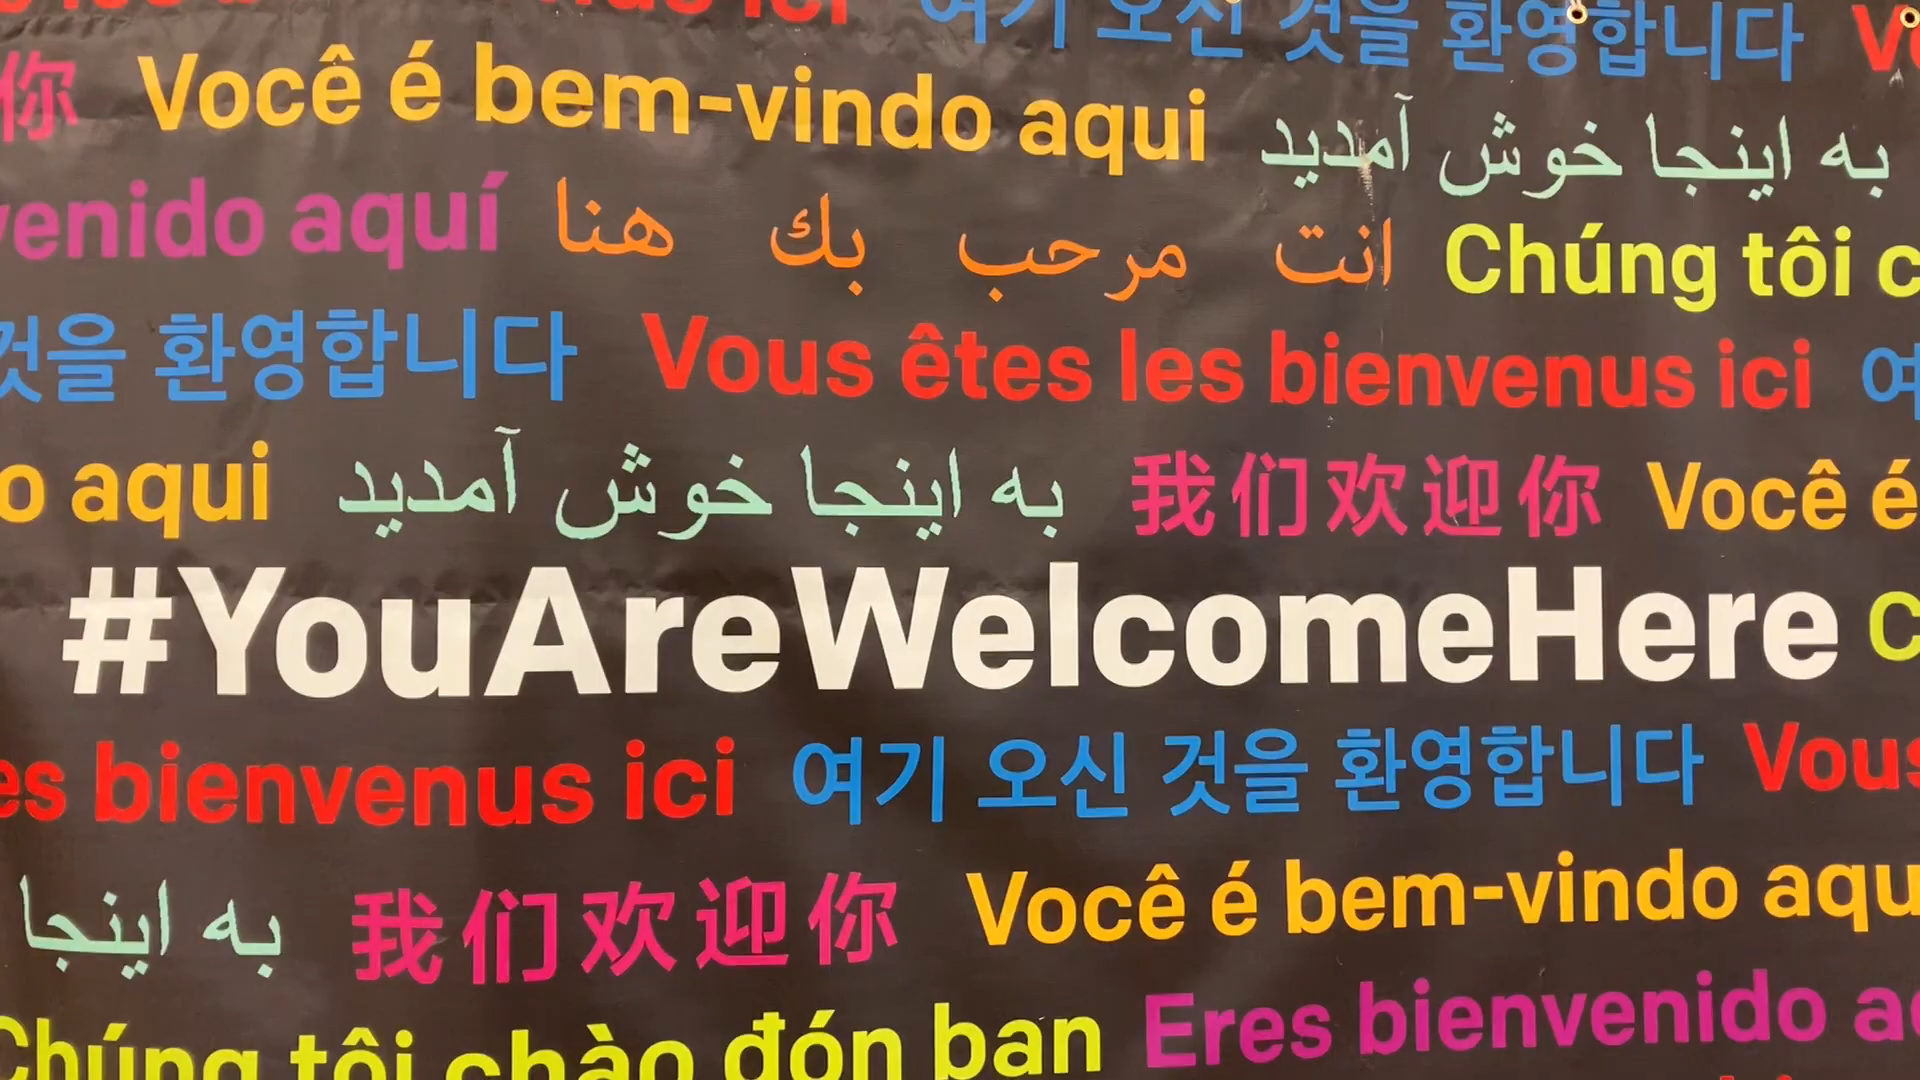 여기 오신 것을 환영합니다
你 Você é bem-vindo aqui به اینجا خوش آمدید
venido aquí انت مرحب بك هنا Chúng tôi c
것을 환영합니다 Vous êtes les bienvenus ici 여
o aqui به اینجا خوش آمدید 我们欢迎你 Você é
#YouAreWelcomeHere C
es bienvenus ici 여기 오신 것을 환영합니다 Vous
به اینجا 我们欢迎你 Você é bem-vindo aqu
Chúng tôi chào đón bạn Eres bienvenido a